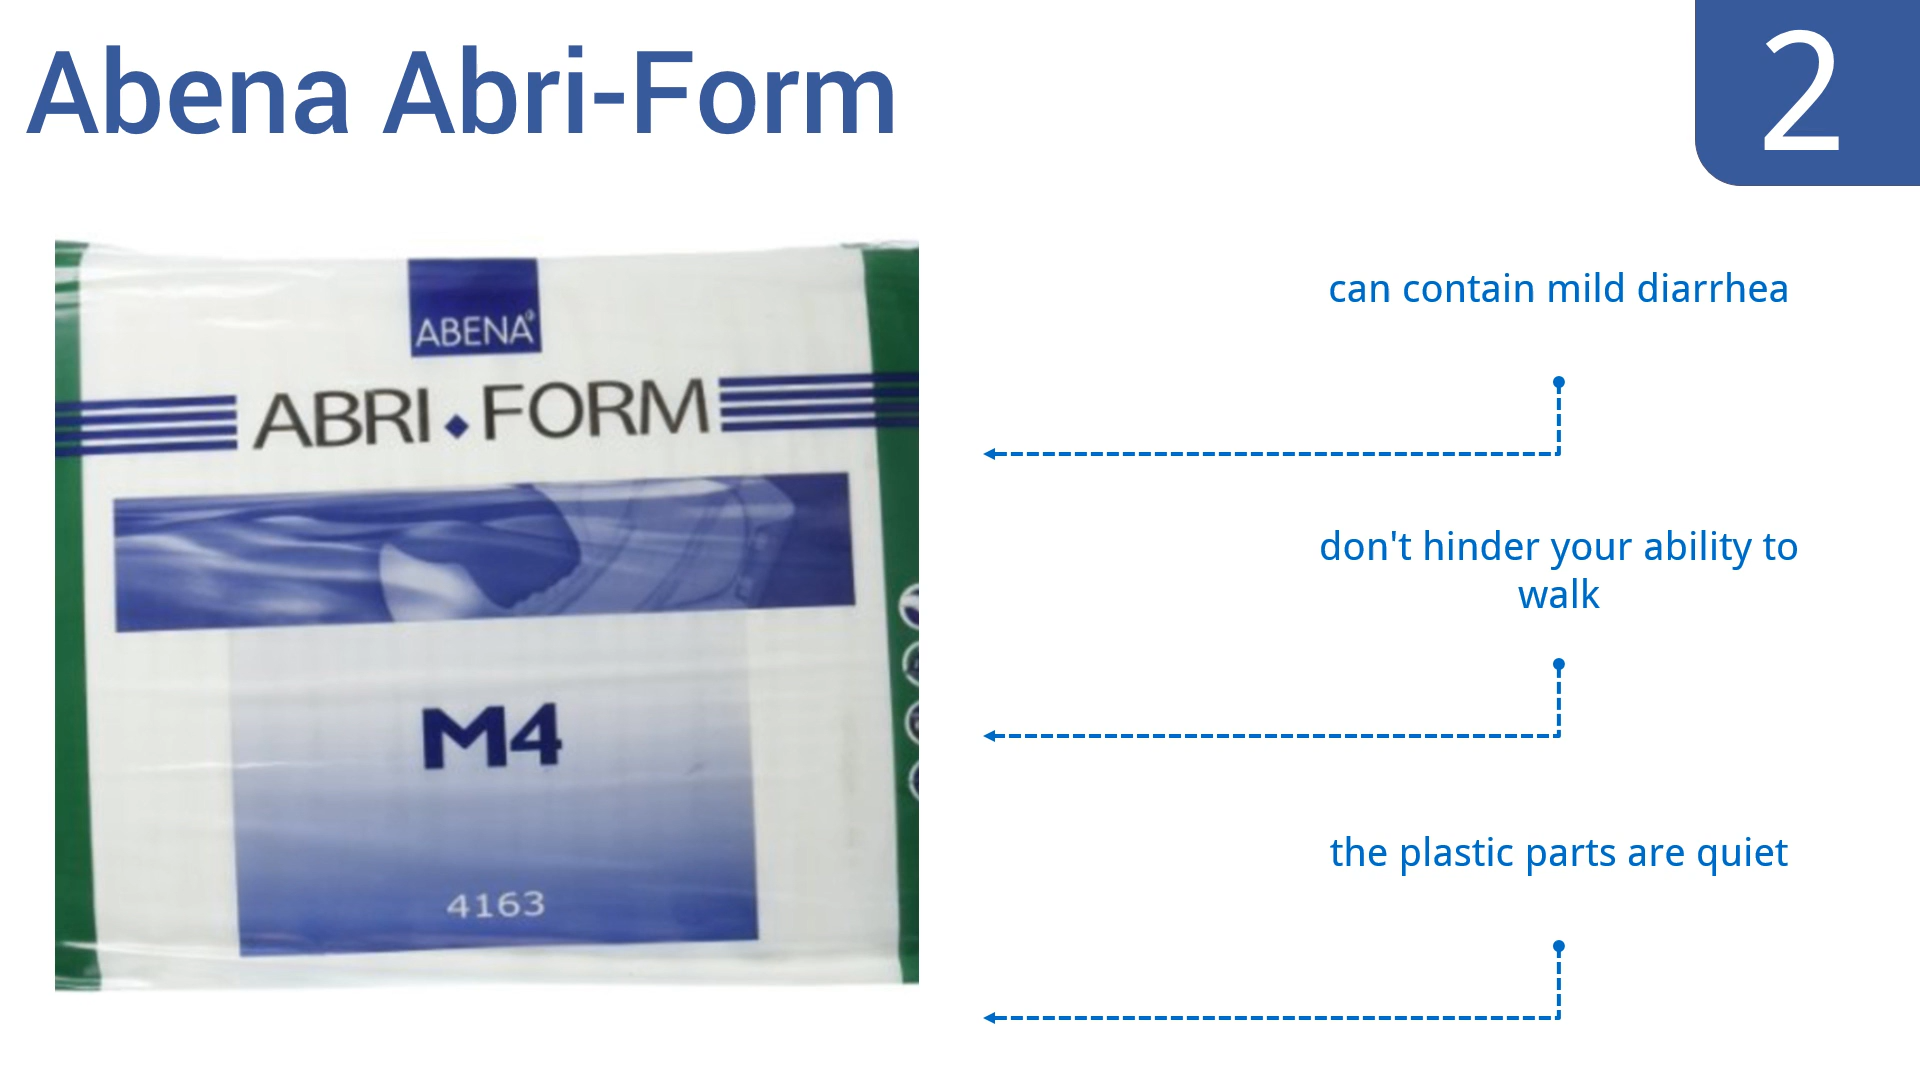 Abena Abri-Form
2
ABENA®
ABRI◆FORM
M4
4163
can contain mild diarrhea
don't hinder your ability to
walk
the plastic parts are quiet